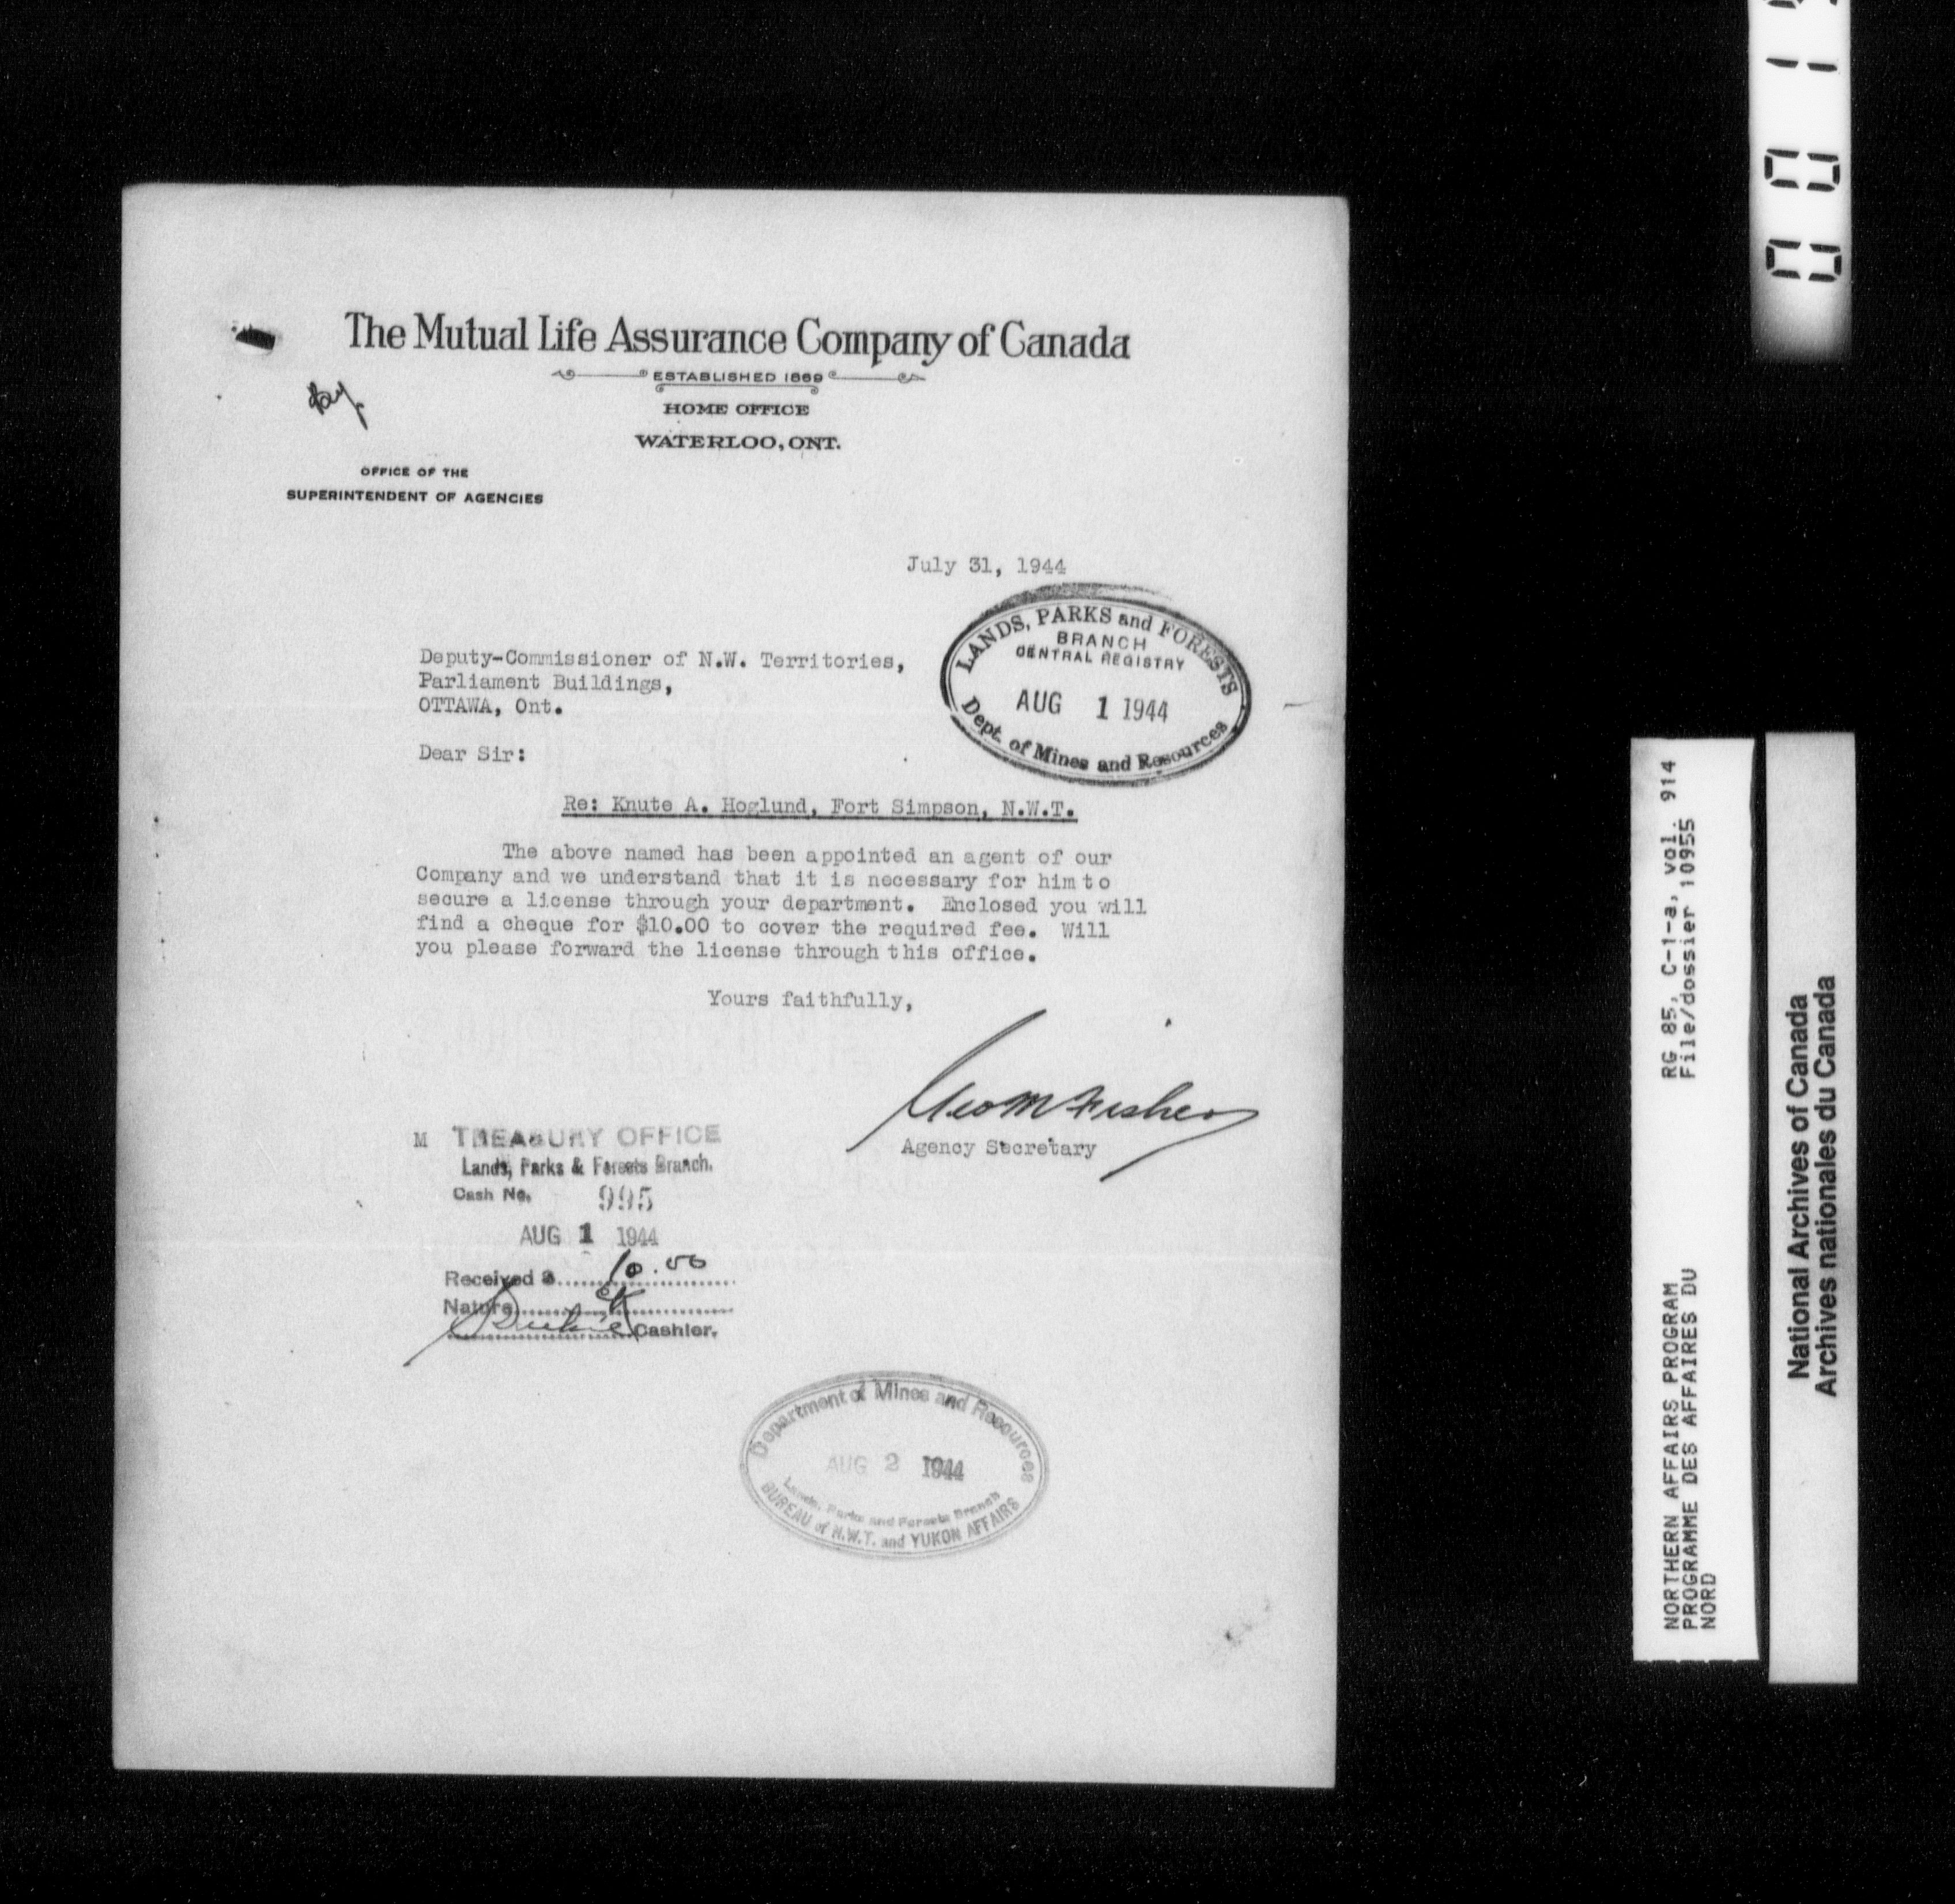 The Mutual Life Assurance Company of Canada
ESTABLISHED 1869
HOME OFFICE
WATERLOO, ONT.
OFFICE OF THE
SUPERINTENDENT OF AGENCIES
July 31, 1944
LANDS, PARKS and FORESTS
BRANCH
CENTRAL REGISTRY
AUG 1 1944
Dept. of Mines and Resources
Deputy-Commissioner of N.W. Territories,
Parliament Buildings,
OTTAWA, Ont.
Dear Sir:
Re: Knute A. Hoglund, Fort Simpson, N.W.T.
The above named has been appointed an agent of our
Company and we understand that it is necessary for him to
secure a license through your department. Enclosed you will
find a cheque for $10.00 to cover the required fee. Will
you please forward the license through this office.
Yours faithfully,
Geo M Fisher
Agency Secretary
M
TREASURY OFFICE
Lands, Parks & Forests Branch.
Cash No. 995
AUG 1 1944
Received $ 10.00
Nature CK
Cashier.
Department of Mines and Resources
AUG 2 1944
Lands, Parks and Forests Branch
BUREAU of N.W.T. and YUKON AFFAIRS
RG 85, C-1-a, vol. 914
File/dossier 10955
NORTHERN AFFAIRS PROGRAM
PROGRAMME DES AFFAIRES DU
NORD
National Archives of Canada
Archives nationales du Canada